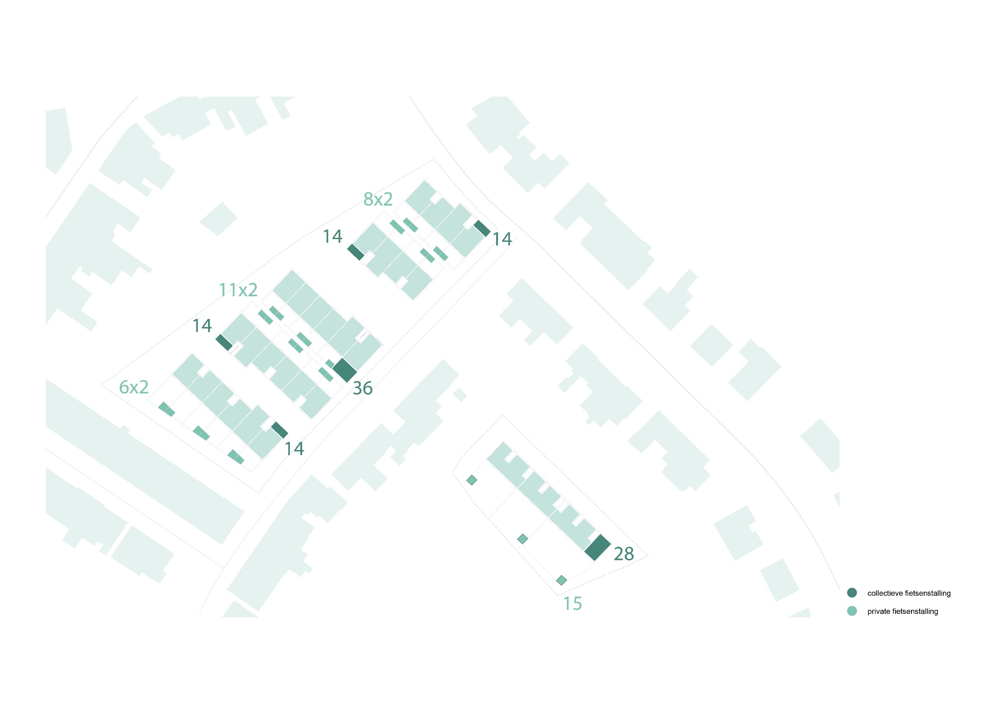 8x2
14
14
11x2
14
36
6x2
14
28
15
collectieve fietsenstalling
private fietsenstalling